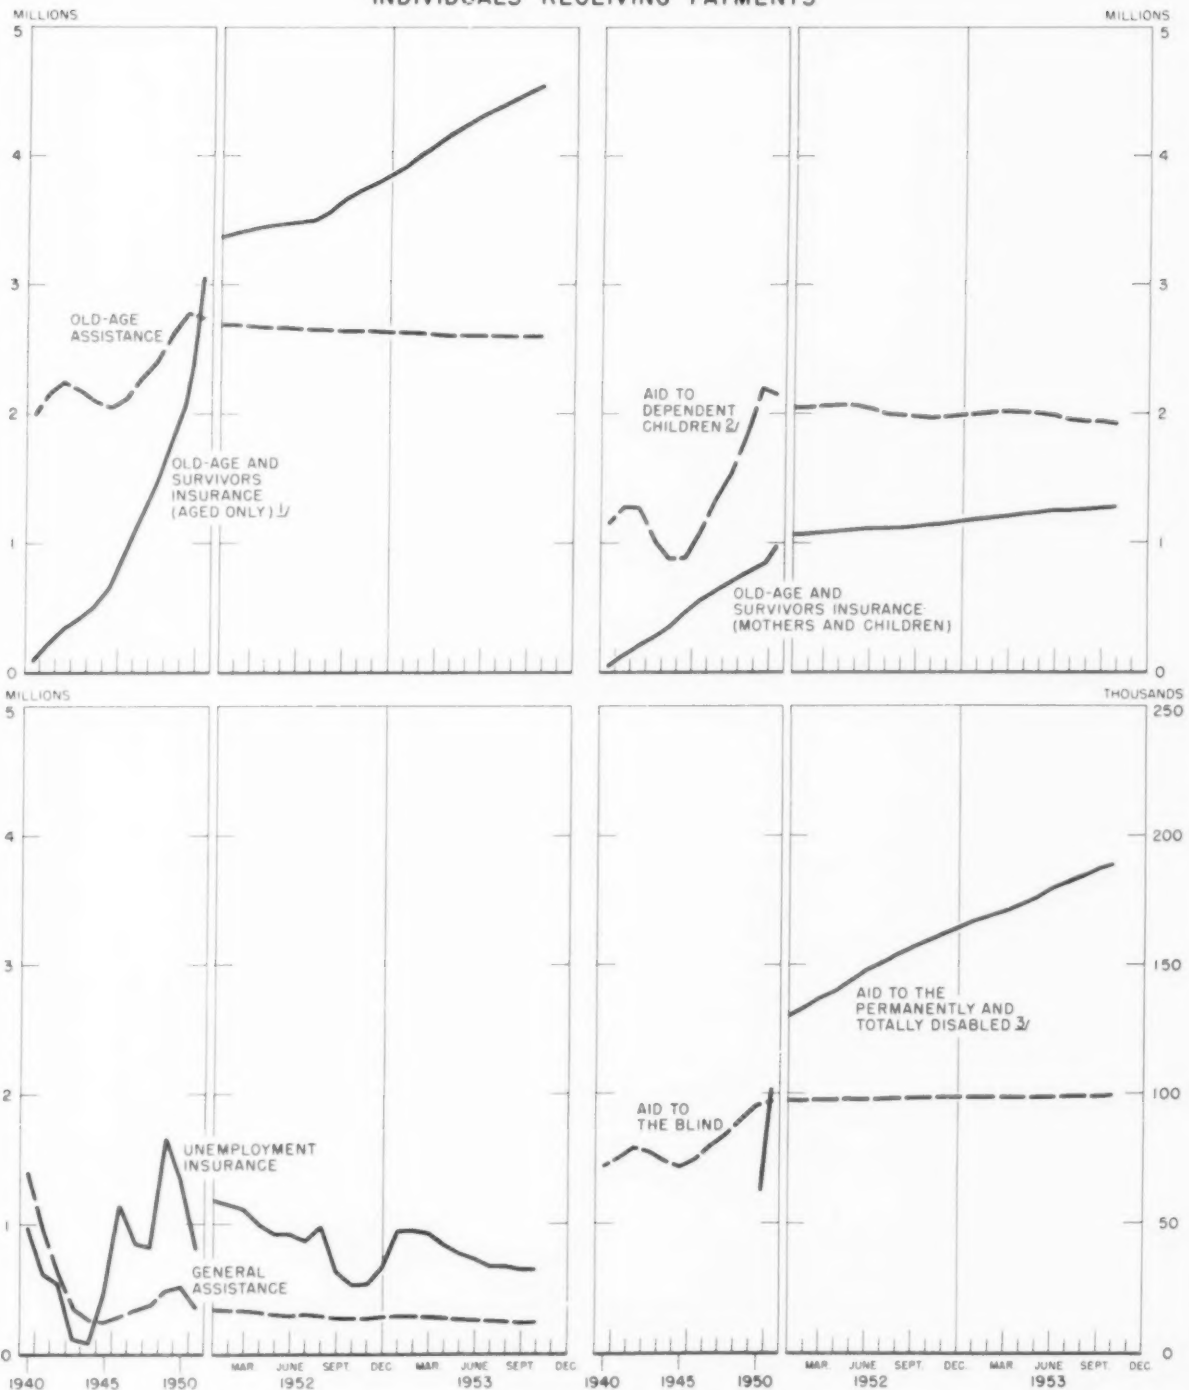 INDIVIDUALS RECEIVING PAYMENTS
MILLIONS
MILLIONS
5
4
3
2
1
0
5
4
3
2
1
0
OLD-AGE
ASSISTANCE
OLD-AGE AND
SURVIVORS
INSURANCE
(AGED ONLY) 1/
AID TO
DEPENDENT
CHILDREN 2/
OLD-AGE AND
SURVIVORS INSURANCE
(MOTHERS AND CHILDREN)
MILLIONS
THOUSANDS
5
4
3
2
1
0
250
200
150
100
50
0
UNEMPLOYMENT
INSURANCE
GENERAL
ASSISTANCE
AID TO
THE BLIND
AID TO THE
PERMANENTLY AND
TOTALLY DISABLED 3/
MAR. JUNE SEPT. DEC. MAR. JUNE SEPT. DEC.
1940 1945 1950 1952 1953
MAR. JUNE SEPT. DEC. MAR. JUNE SEPT. DEC.
1940 1945 1950 1952 1953